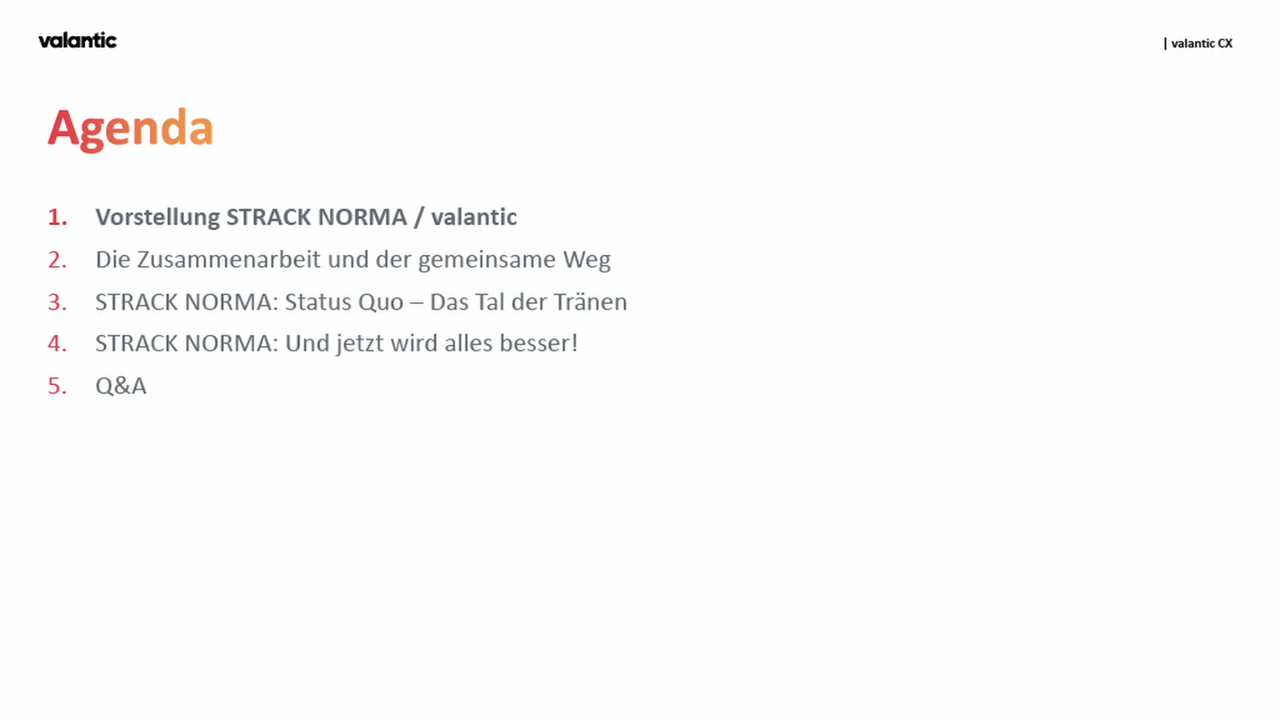 valantic
| valantic CX
Agenda
1. Vorstellung STRACK NORMA / valantic
2. Die Zusammenarbeit und der gemeinsame Weg
3. STRACK NORMA: Status Quo – Das Tal der Tränen
4. STRACK NORMA: Und jetzt wird alles besser!
5. Q&A